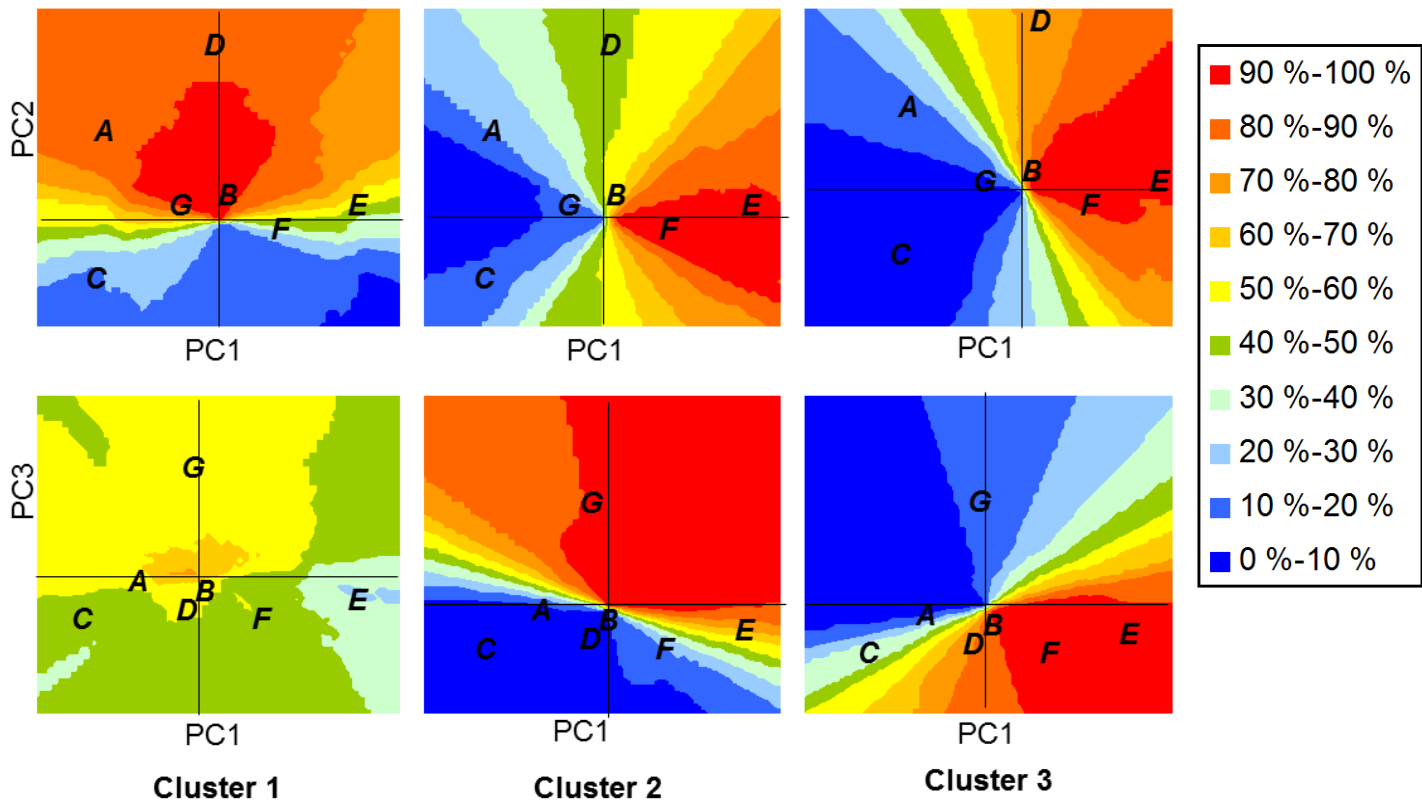 D D D
A A A
PC2
G B E G B E G B E
F F F
C C C
PC1 PC1 PC1
90 %-100 %
80 %-90 %
70 %-80 %
60 %-70 %
50 %-60 %
40 %-50 %
30 %-40 %
20 %-30 %
10 %-20 %
0 %-10 %
PC3
G G G
A B E A B E A B E
C D F C D F C D F
PC1 PC1 PC1
Cluster 1 Cluster 2 Cluster 3